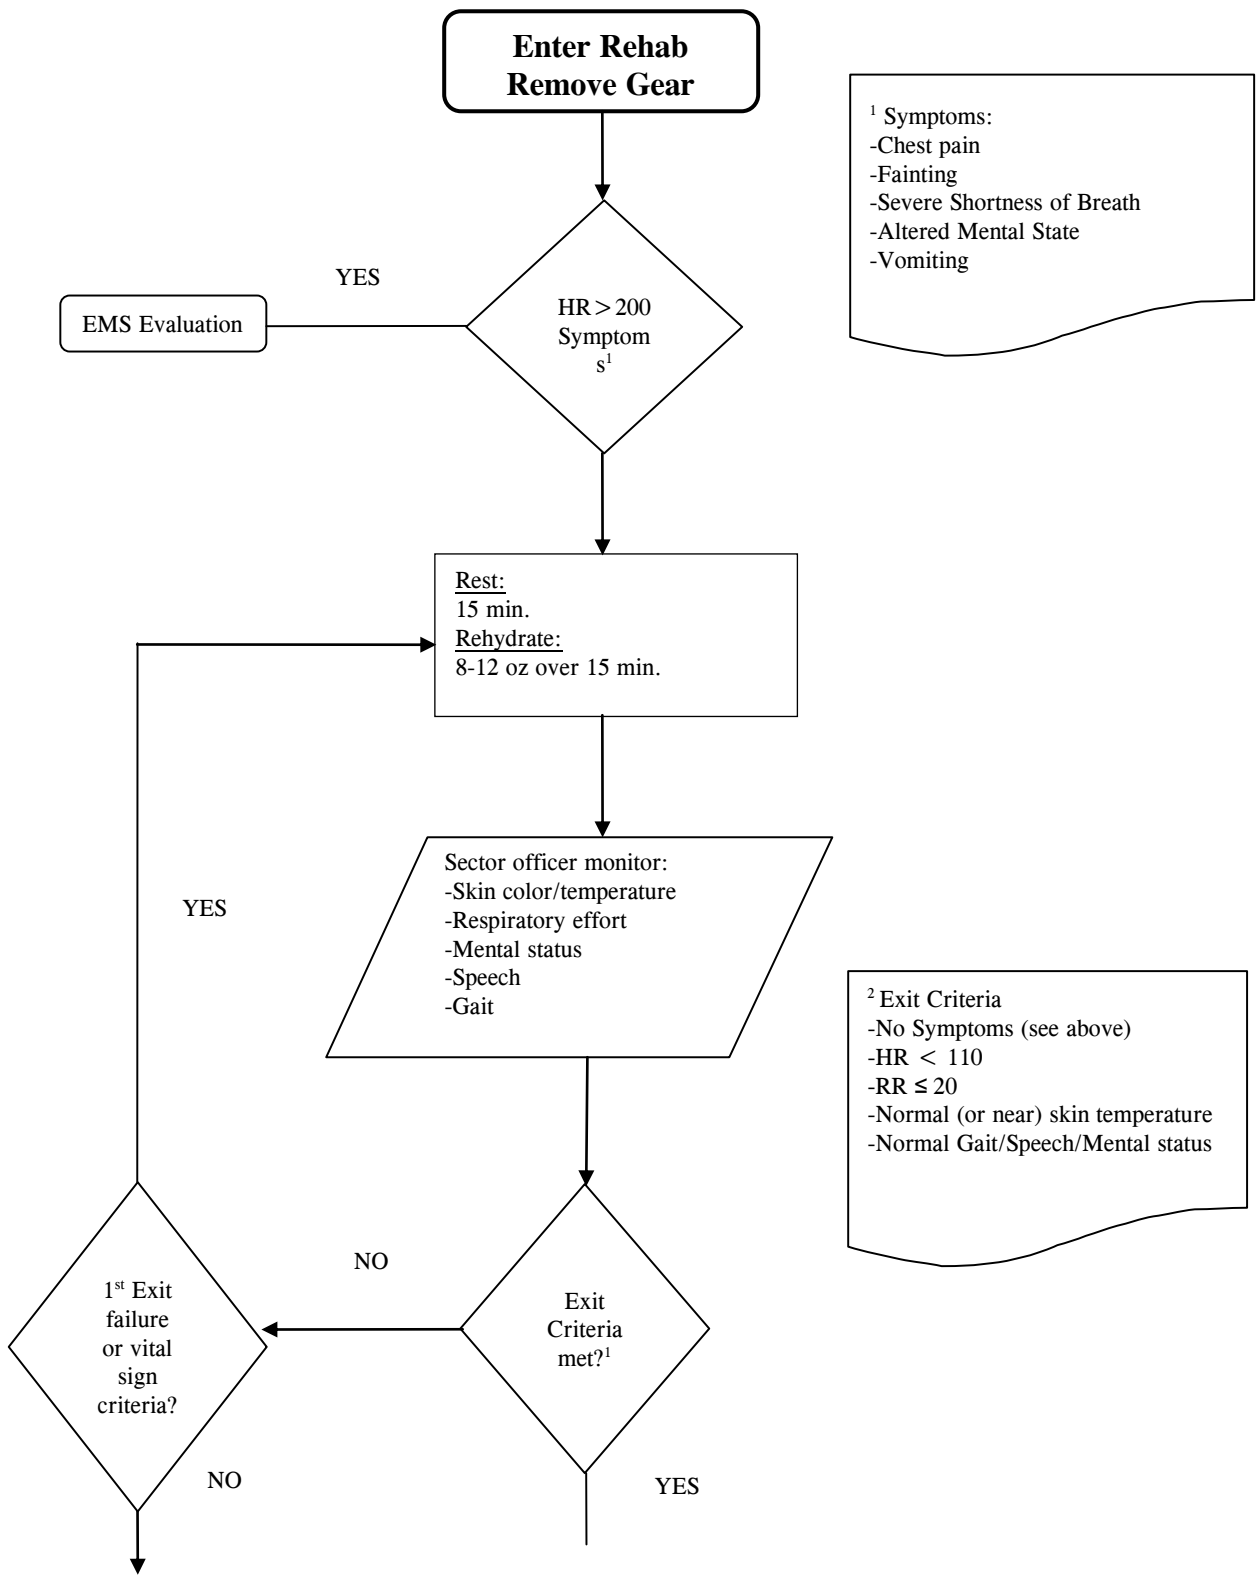 Enter Rehab
Remove Gear
¹ Symptoms:
-Chest pain
-Fainting
-Severe Shortness of Breath
-Altered Mental State
-Vomiting
YES
EMS Evaluation
HR > 200
Symptom
s¹
Rest:
15 min.
Rehydrate:
8-12 oz over 15 min.
YES
Sector officer monitor:
-Skin color/temperature
-Respiratory effort
-Mental status
-Speech
-Gait
² Exit Criteria
-No Symptoms (see above)
-HR < 110
-RR ≤ 20
-Normal (or near) skin temperature
-Normal Gait/Speech/Mental status
NO
1st Exit
failure
or vital
sign
criteria?
Exit
Criteria
met?¹
NO
YES